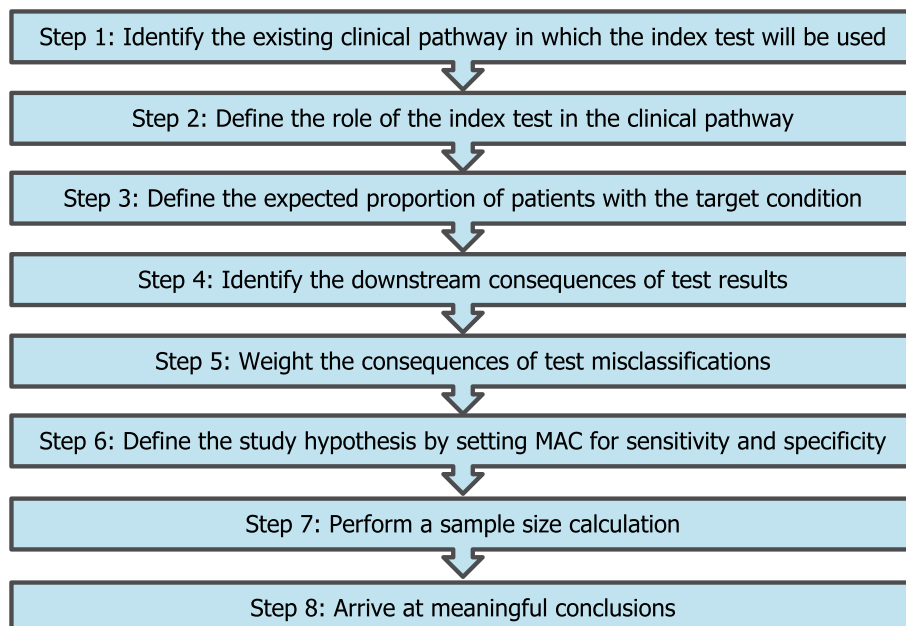 Step 1: Identify the existing clinical pathway in which the index test will be used
Step 2: Define the role of the index test in the clinical pathway
Step 3: Define the expected proportion of patients with the target condition
Step 4: Identify the downstream consequences of test results
Step 5: Weight the consequences of test misclassifications
Step 6: Define the study hypothesis by setting MAC for sensitivity and specificity
Step 7: Perform a sample size calculation
Step 8: Arrive at meaningful conclusions